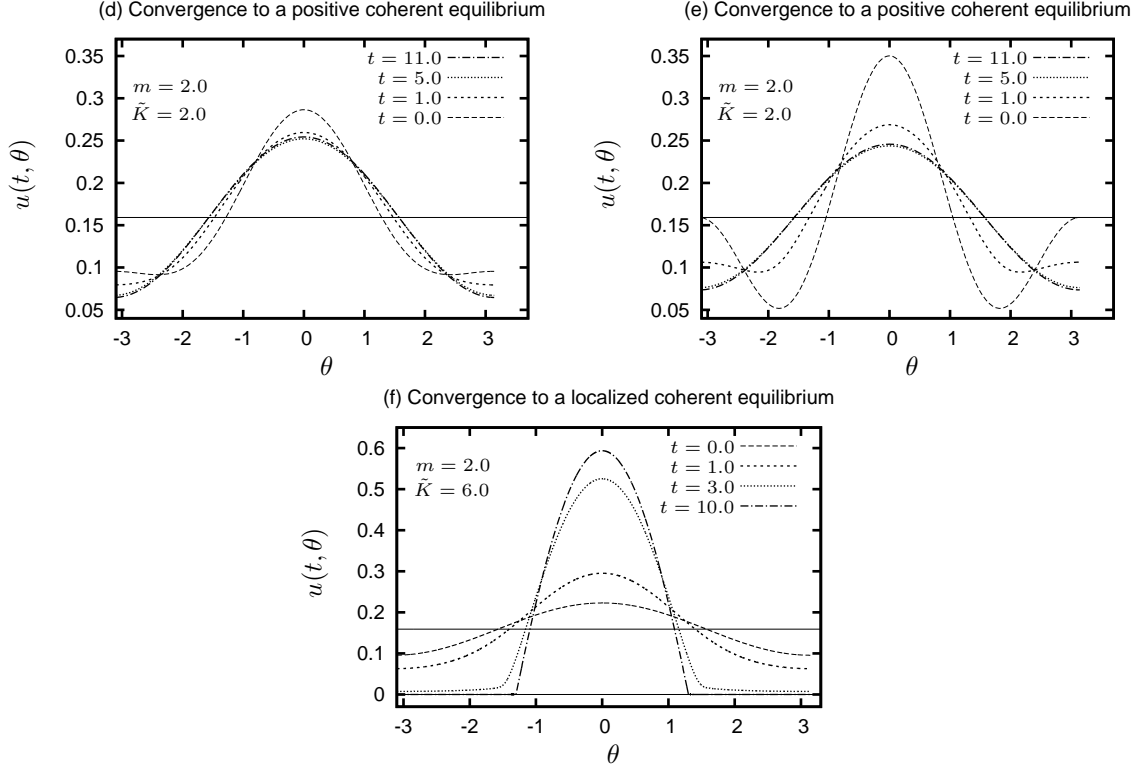 (d) Convergence to a positive coherent equilibrium
u(t, θ)
0.35
0.3
0.25
0.2
0.15
0.1
0.05
m = 2.0
K̃ = 2.0
t = 11.0
t = 5.0
t = 1.0
t = 0.0
-3 -2 -1 0 1 2 3
θ
(e) Convergence to a positive coherent equilibrium
u(t, θ)
0.35
0.3
0.25
0.2
0.15
0.1
0.05
m = 2.0
K̃ = 2.0
t = 11.0
t = 5.0
t = 1.0
t = 0.0
-3 -2 -1 0 1 2 3
θ
(f) Convergence to a localized coherent equilibrium
u(t, θ)
0.6
0.5
0.4
0.3
0.2
0.1
0
m = 2.0
K̃ = 6.0
t = 0.0
t = 1.0
t = 3.0
t = 10.0
-3 -2 -1 0 1 2 3
θ